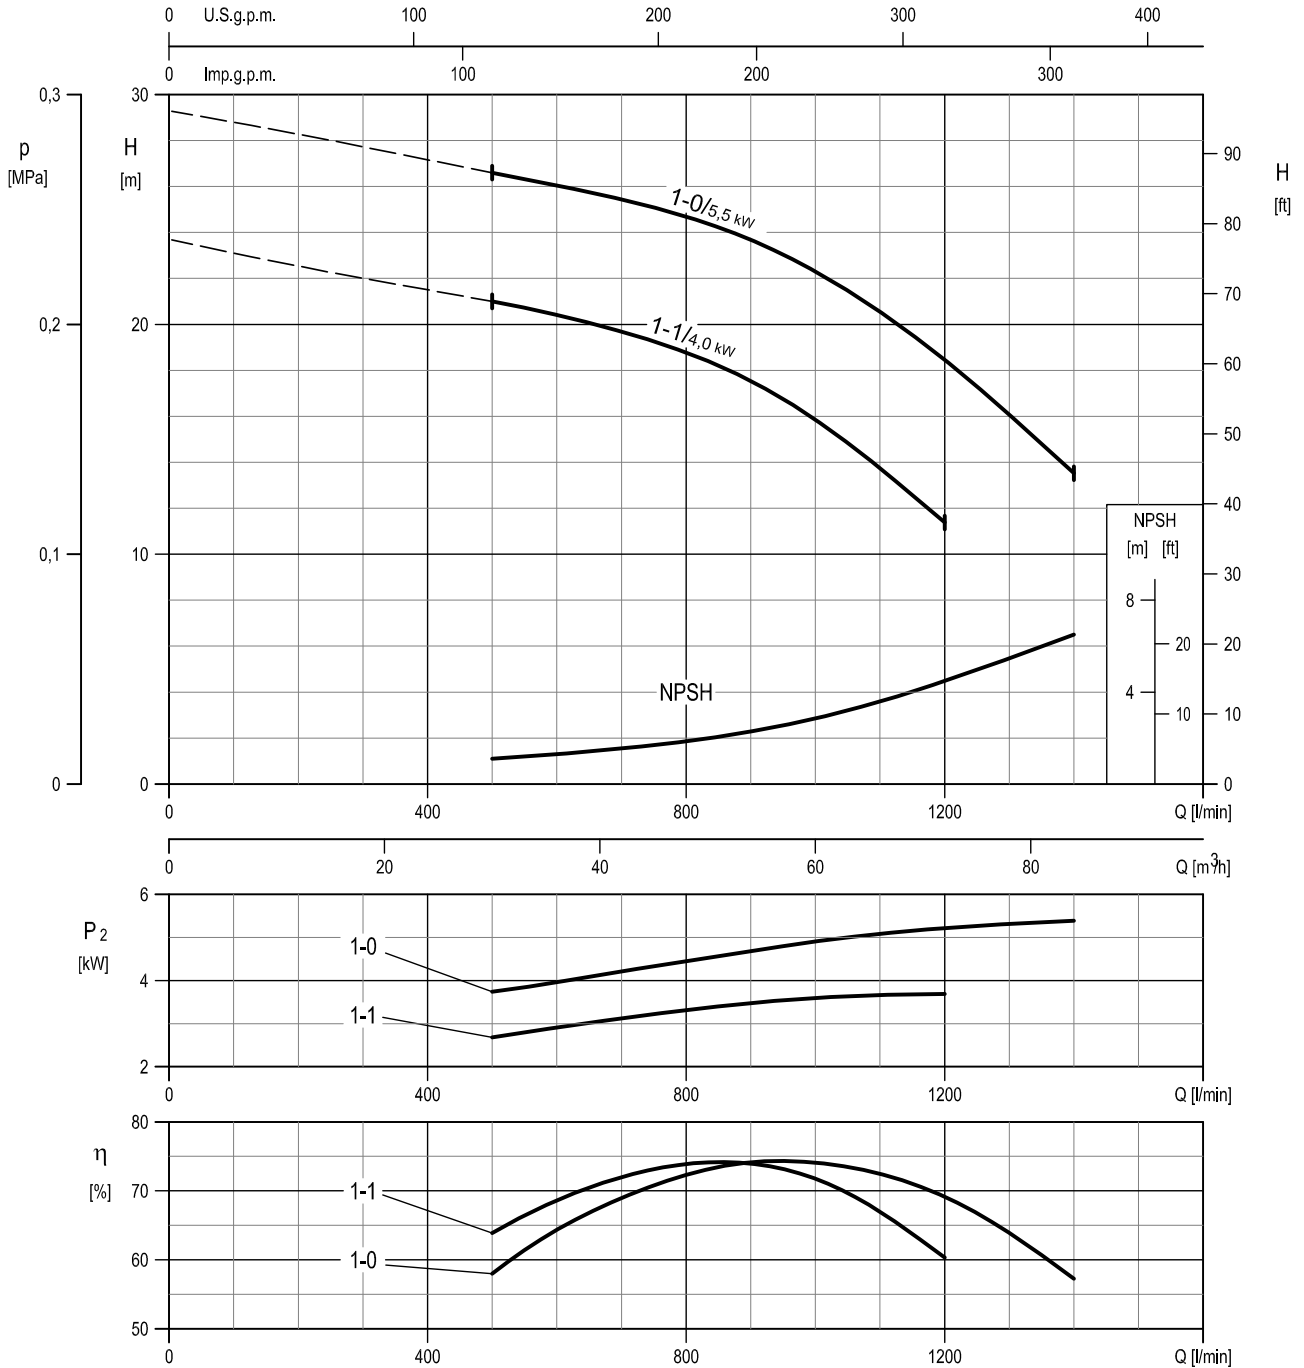 0 U.S.g.p.m. 100 200 300 400
0 Imp.g.p.m. 100 200 300
0,3 30
p H 90 H
[MPa] [m] [ft]
1-0/5,5 kW
80
70
0,2 20
1-1/4,0 kW
60
50
40
NPSH
[m] [ft]
0,1 10 30
8
20 20
NPSH 4
10 10
0 0 0
0 400 800 1200 Q [l/min]
0 20 40 60 80 Q [m³/h]
6
P2
[kW]
1-0
4
1-1
2
0 400 800 1200 Q [l/min]
80
η
[%]
70
1-1
60
1-0
50
0 400 800 1200 Q [l/min]